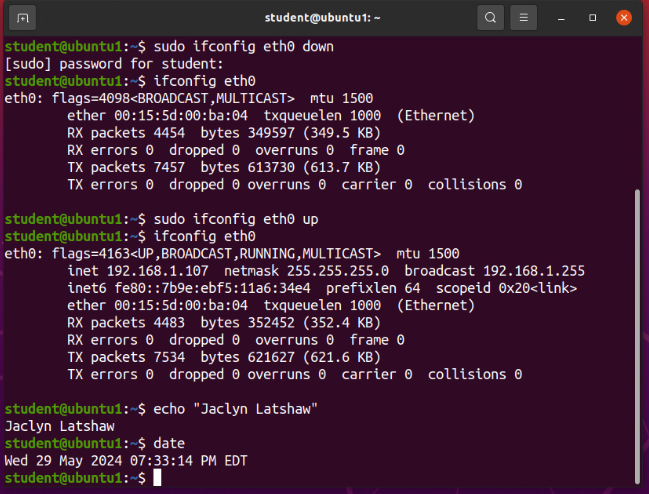 student@ubuntu1: ~
student@ubuntu1:~$ sudo ifconfig eth0 down
[sudo] password for student:
student@ubuntu1:~$ ifconfig eth0
eth0: flags=4098<BROADCAST,MULTICAST>  mtu 1500
        ether 00:15:5d:00:ba:04  txqueuelen 1000  (Ethernet)
        RX packets 4454  bytes 349597 (349.5 KB)
        RX errors 0  dropped 0  overruns 0  frame 0
        TX packets 7457  bytes 613730 (613.7 KB)
        TX errors 0  dropped 0 overruns 0  carrier 0  collisions 0
student@ubuntu1:~$ sudo ifconfig eth0 up
student@ubuntu1:~$ ifconfig eth0
eth0: flags=4163<UP,BROADCAST,RUNNING,MULTICAST>  mtu 1500
        inet 192.168.1.107  netmask 255.255.255.0  broadcast 192.168.1.255
        inet6 fe80::7b9e:ebf5:11a6:34e4  prefixlen 64  scopeid 0x20<link>
        ether 00:15:5d:00:ba:04  txqueuelen 1000  (Ethernet)
        RX packets 4483  bytes 352452 (352.4 KB)
        RX errors 0  dropped 0  overruns 0  frame 0
        TX packets 7534  bytes 621627 (621.6 KB)
        TX errors 0  dropped 0 overruns 0  carrier 0  collisions 0
student@ubuntu1:~$ echo "Jaclyn Latshaw"
Jaclyn Latshaw
student@ubuntu1:~$ date
Wed 29 May 2024 07:33:14 PM EDT
student@ubuntu1:~$